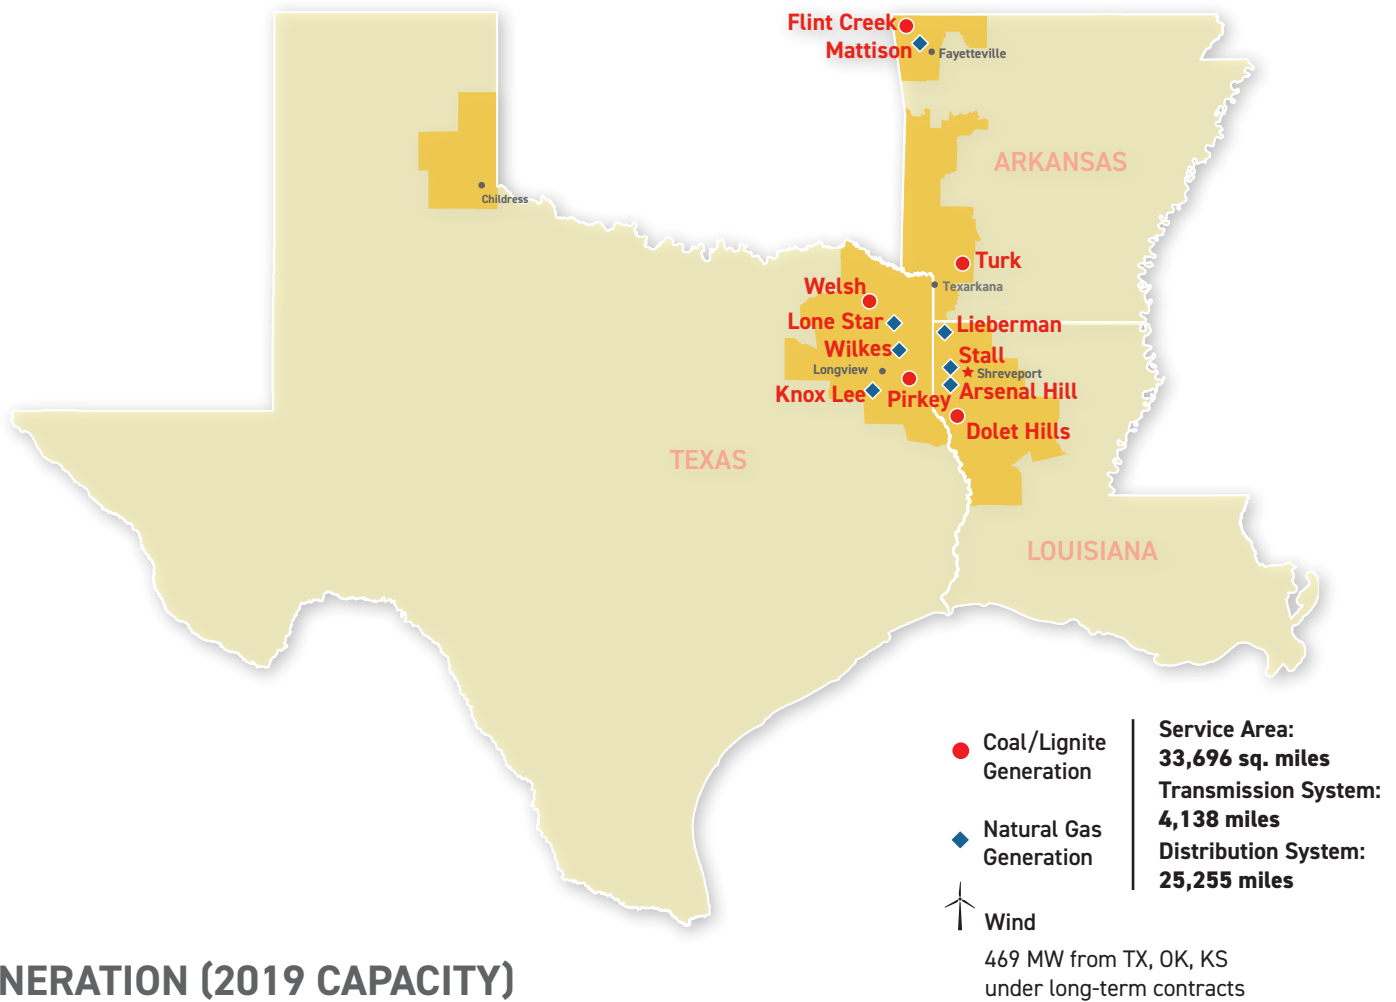 Flint Creek
Mattison
Fayetteville
ARKANSAS
Childress
Turk
Texarkana
Welsh
Lone Star
Lieberman
Wilkes
Stall
Longview
Shreveport
Knox Lee
Pirkey
Arsenal Hill
Dolet Hills
TEXAS
LOUISIANA
Coal/Lignite
Generation
Natural Gas
Generation
Wind
469 MW from TX, OK, KS
under long-term contracts
Service Area:
33,696 sq. miles
Transmission System:
4,138 miles
Distribution System:
25,255 miles
NERATION (2019 CAPACITY)